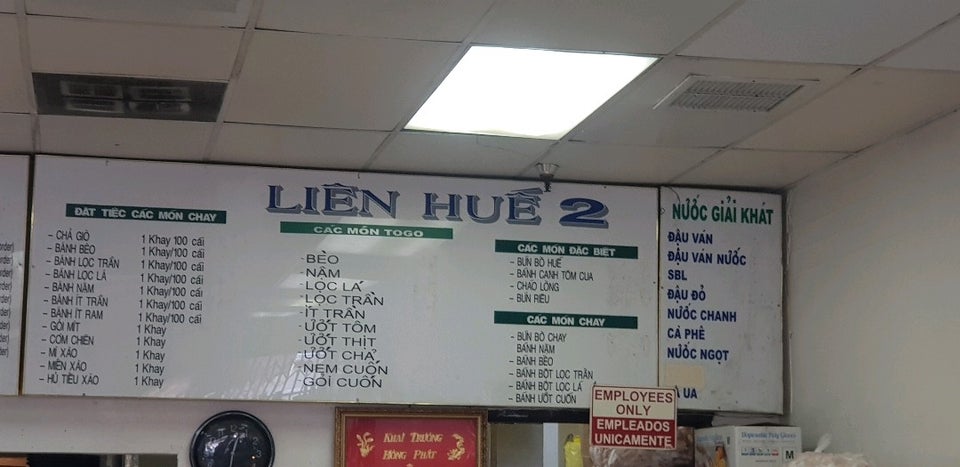 LIÊN HUẾ 2
ĐẶT TIỆC CÁC MÓN CHAY
- CHẢ GIÒ 1 Khay 100 cái
- BÁNH BÈO 1 Khay/100 cái
- BÁNH LỌC TRẦN 1 Khay/100 cái
- BÁNH LỌC LÁ 1 Khay/100 cái
- BÁNH NẬM 1 Khay/100 cái
- BÁNH ÍT TRẦN 1 Khay/100 cái
- BÁNH ÍT RAM 1 Khay/100 cái
- GỎI MÍT 1 Khay
- CƠM CHIÊN 1 Khay
- MÌ XÁO 1 Khay
- MIẾN XÁO 1 Khay
- HỦ TIẾU XÁO 1 Khay
CÁC MÓN TOGO
-BÈO
-NẬM
-LỌC LÁ
-LỌC TRẦN
-ÍT TRẦN
-ƯỚT TÔM
-ƯỚT THỊT
-ƯỚT CHẢ
-NEM CUỐN
-GỎI CUỐN
CÁC MÓN ĐẶC BIỆT
- BÚN BÒ HUẾ
- BÁNH CANH TÔM CUA
- CHÁO LÒNG
- BÚN RIÊU
CÁC MÓN CHAY
- BÚN BÒ CHAY
BÁNH NẬM
- BÁNH BÈO
- BÁNH BỘT LỌC TRẦN
- BÁNH BỘT LỌC LÁ
- BÁNH ƯỚT CUỐN
NƯỚC GIẢI KHÁT
ĐẬU VÁN
ĐẬU VÁN NƯỚC
SBL
ĐẬU ĐỎ
NƯỚC CHANH
CÀ PHÊ
NƯỚC NGỌT
UA
EMPLOYEES
ONLY
EMPLEADOS
UNICAMENTE
KHAI TRƯƠNG
HỒNG PHÁT
M